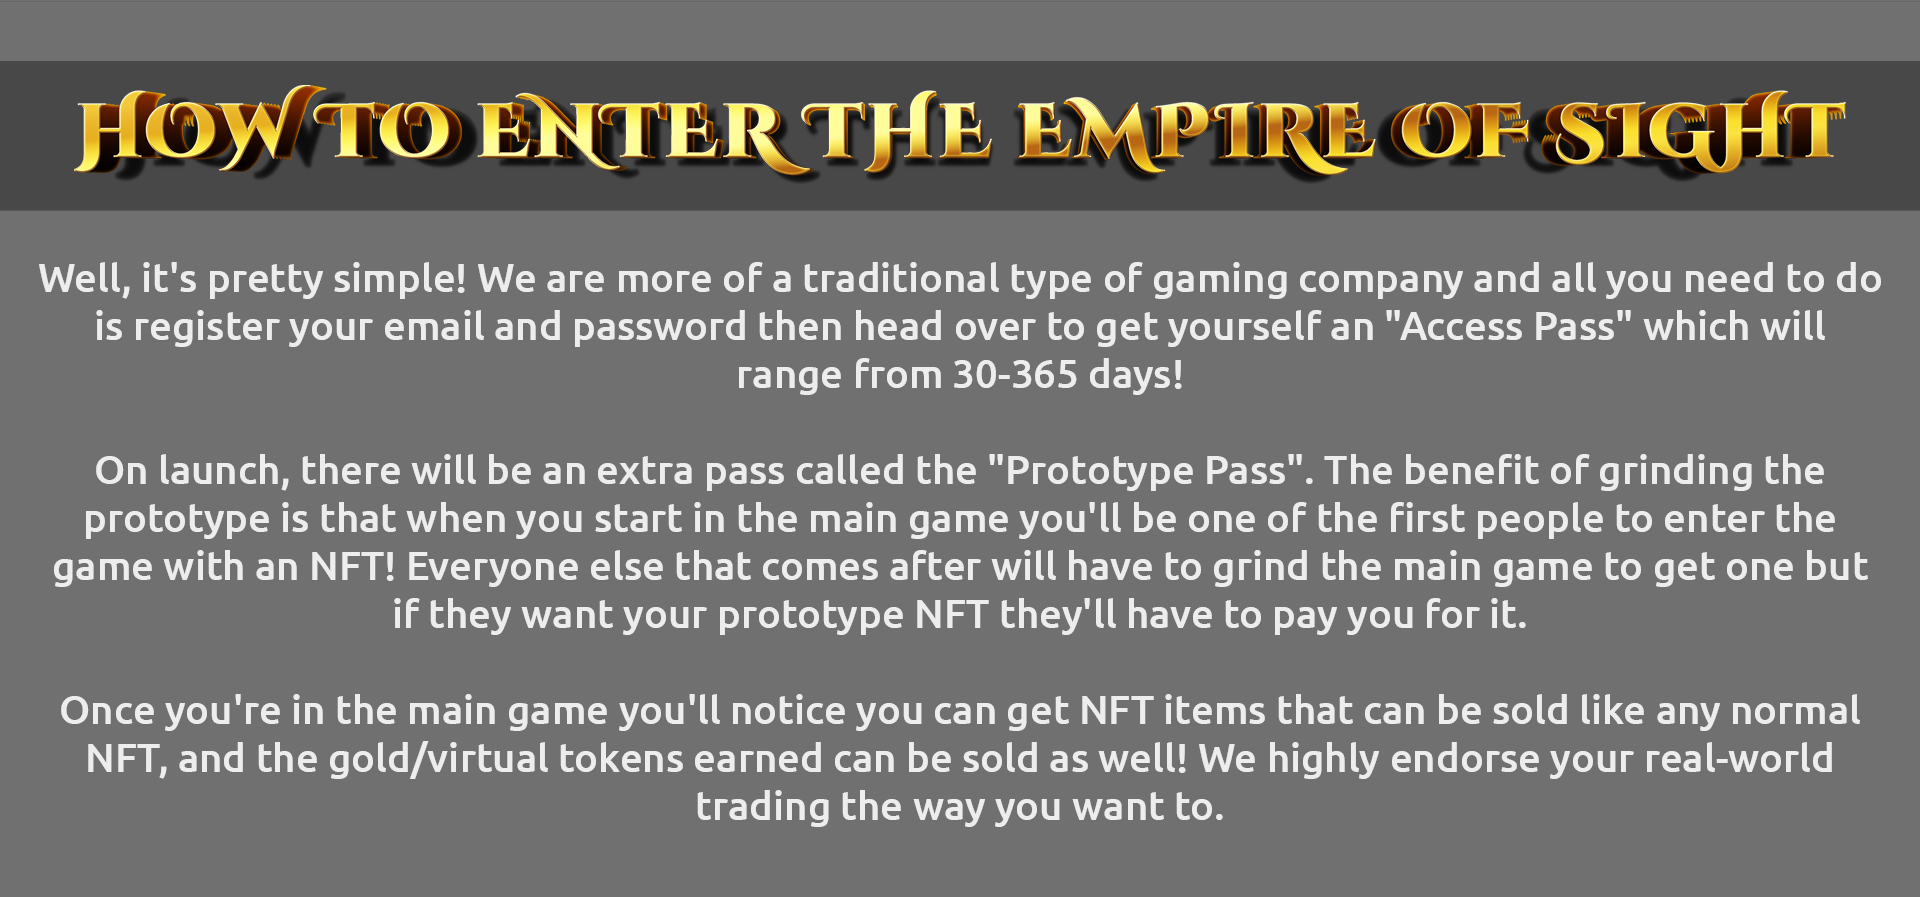 HOW TO ENTER THE EMPIRE OF SIGHT
Well, it's pretty simple! We are more of a traditional type of gaming company and all you need to do
is register your email and password then head over to get yourself an "Access Pass" which will
range from 30-365 days!
On launch, there will be an extra pass called the "Prototype Pass". The benefit of grinding the
prototype is that when you start in the main game you'll be one of the first people to enter the
game with an NFT! Everyone else that comes after will have to grind the main game to get one but
if they want your prototype NFT they'll have to pay you for it.
Once you're in the main game you'll notice you can get NFT items that can be sold like any normal
NFT, and the gold/virtual tokens earned can be sold as well! We highly endorse your real-world
trading the way you want to.